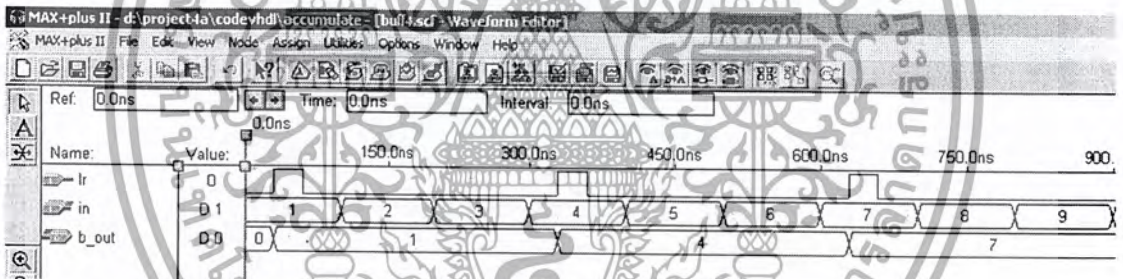 MAX+plus II - d:\project4a\codevhdl\accumulate - [buff4.scf - Waveform Editor]
MAX+plus II File Edit View Node Assign Utilities Options Window Help
Ref: 0.0ns Time: 0.0ns Interval: 0.0ns
0.0ns
Name: Value: 150.0ns 300.0ns 450.0ns 600.0ns 750.0ns 900.
lr 0
in D 1 1 2 3 4 5 6 7 8 9
b_out D 0 0 1 4 7